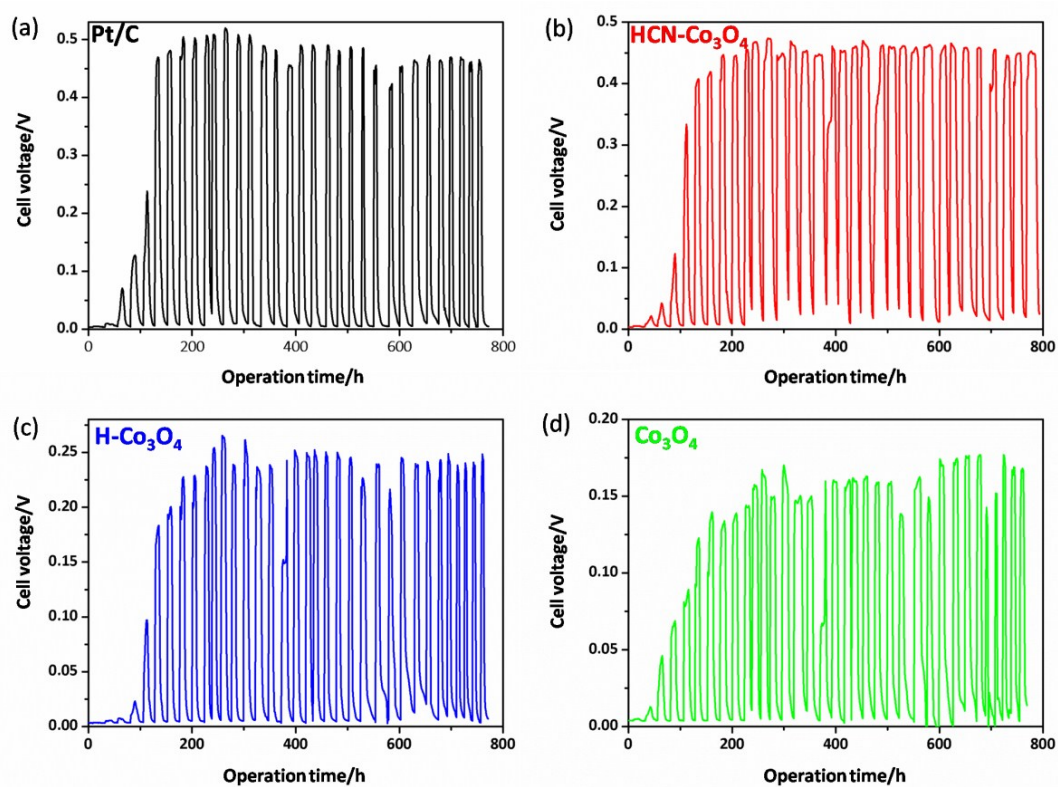 (a)
Pt/C
0.5
0.4
0.3
0.2
0.1
0.0
Cell voltage/V
0
200
400
600
800
Operation time/h
(b)
HCN-Co₃O₄
0.5
0.4
0.3
0.2
0.1
0.0
Cell voltage/V
0
200
400
600
800
Operation time/h
(c)
H-Co₃O₄
0.25
0.20
0.15
0.10
0.05
0.00
Cell voltage/V
0
200
400
600
800
Operation time/h
(d)
Co₃O₄
0.20
0.15
0.10
0.05
0.00
Cell voltage/V
0
200
400
600
800
Operation time/h